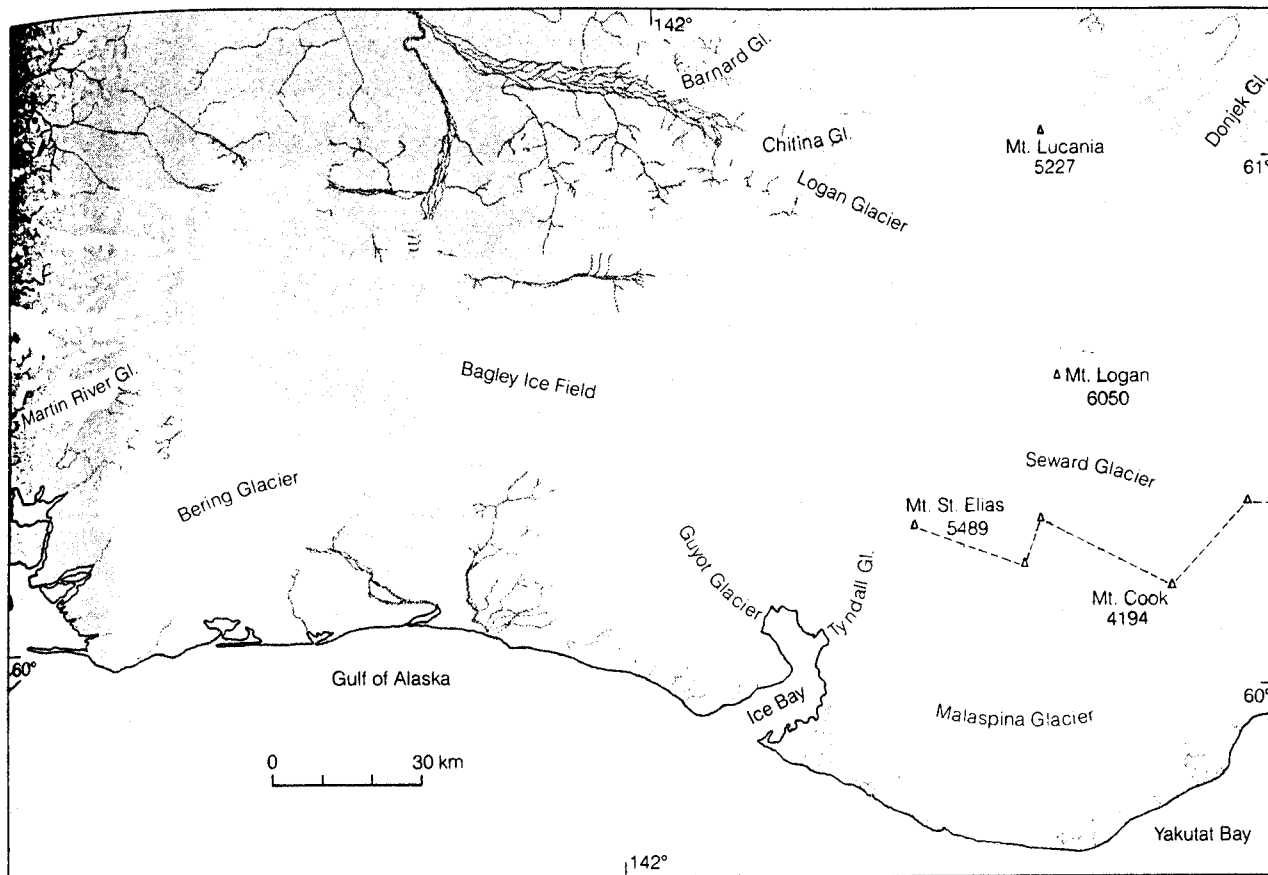 142°
Barnard Gl.
Donjek Gl.
Chitina Gl.
Mt. Lucania
5227
61°
Logan Glacier
Martin River Gl.
Bagley Ice Field
Mt. Logan
6050
Seward Glacier
Bering Glacier
Mt. St. Elias
5489
Guyot Glacier
Tyndall Gl.
Mt. Cook
4194
60°
Gulf of Alaska
Ice Bay
60°
Malaspina Glacier
0 30 km
Yakutat Bay
142°